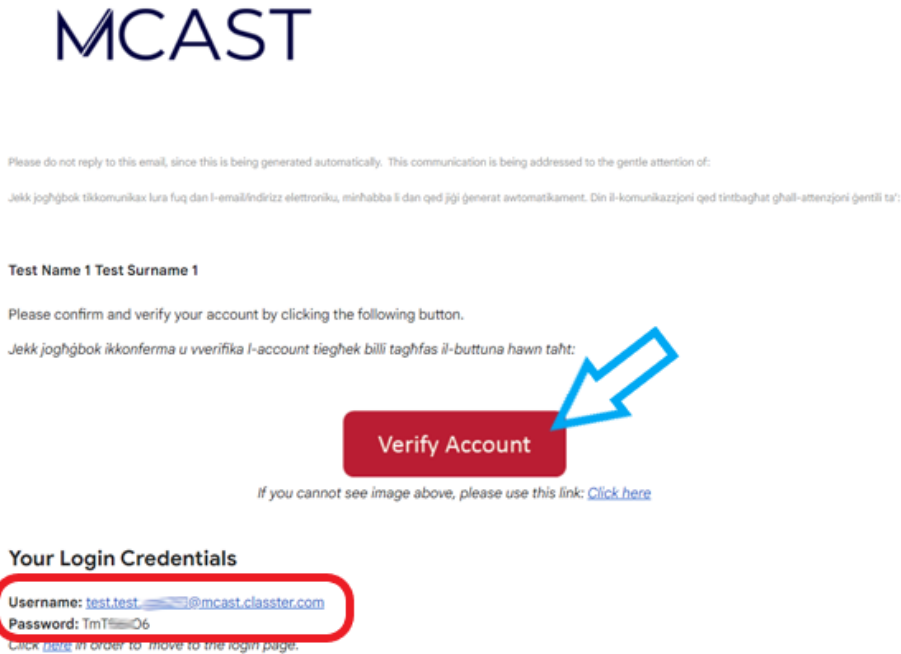 MCAST
Please do not reply to this email, since this is being generated automatically. This communication is being addressed to the gentle attention of:
Jekk jogħġbok tikkomunikax lura fuq dan l-email/indirizz elettroniku, minħabba li dan qed jiġi ġenerat awtomatikament. Din il-komunikazzjoni qed tintbagħat għall-attenzjoni ġentili ta':
Test Name 1 Test Surname 1
Please confirm and verify your account by clicking the following button.
Jekk jogħġbok ikkonferma u vverifika l-account tiegħek billi tagħfas il-buttuna hawn taħt:
Verify Account
If you cannot see image above, please use this link: Click here
Your Login Credentials
Username: test.test.@mcast.classter.com
Password: TmTO6
Click here in order to move to the login page.